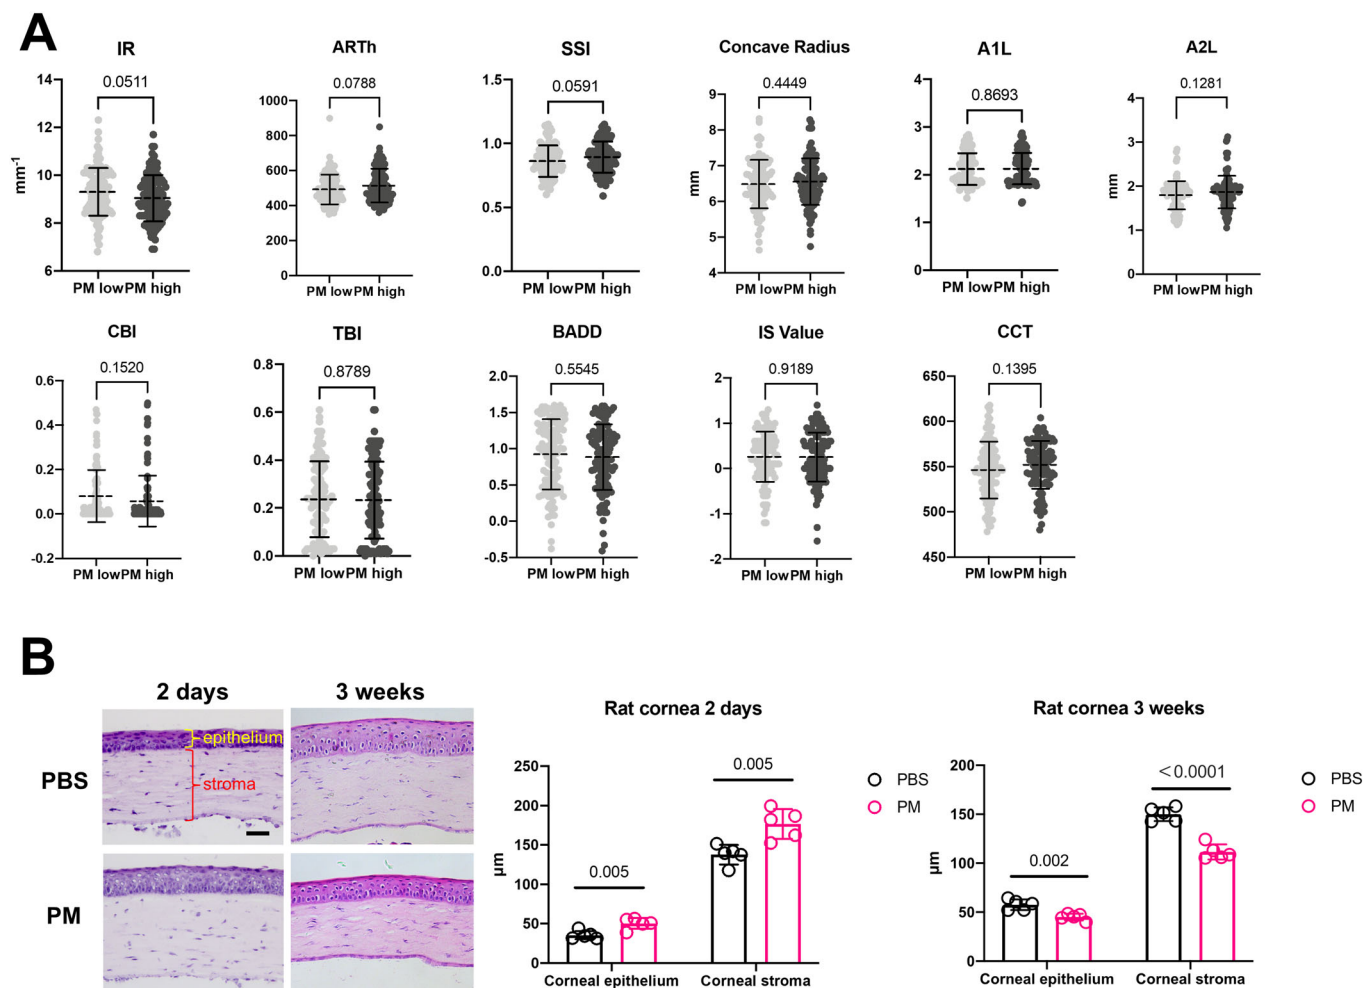 A
IR
0.0511
mm-1
14
12
10
8
6
PM low PM high
ARTh
0.0788
1000
800
600
400
200
0
PM low PM high
SSI
0.0591
1.5
1.0
0.5
0.0
PM low PM high
Concave Radius
0.4449
mm
9
8
7
6
5
4
PM low PM high
A1L
0.8693
mm
4
3
2
1
0
PM low PM high
A2L
0.1281
mm
4
3
2
1
0
PM low PM high
CBI
0.1520
0.6
0.4
0.2
0.0
-0.2
PM low PM high
TBI
0.8789
0.8
0.6
0.4
0.2
0.0
PM low PM high
BADD
0.5545
2.0
1.5
1.0
0.5
0.0
-0.5
PM low PM high
IS Value
0.9189
2
1
0
-1
-2
PM low PM high
CCT
0.1395
650
600
550
500
450
PM low PM high
B
2 days
3 weeks
PBS
epithelium
stroma
PM
Rat cornea 2 days
µm
250
200
150
100
50
0
0.005
0.005
Corneal epithelium
Corneal stroma
PBS
PM
Rat cornea 3 weeks
µm
200
150
100
50
0
0.002
<0.0001
Corneal epithelium
Corneal stroma
PBS
PM